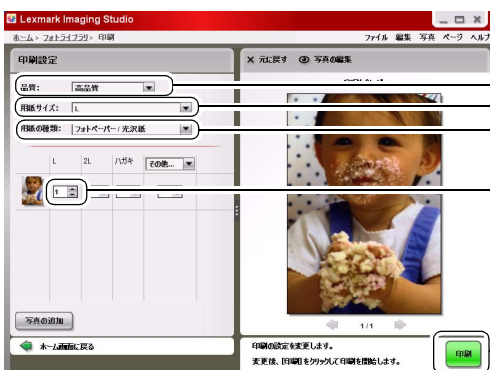 Lexmark Imaging Studio
ホーム > フォトライブラリ > 印刷
ファイル 編集 写真 ページ ヘルプ
印刷設定
× 元に戻す 写真の編集
品質: 高品質
用紙サイズ: L
用紙の種類: フォトペーパー/光沢紙
L 2L ハガキ その他...
1
1/1
写真の追加
ホーム画面に戻る
印刷の設定を変更します。
変更後、[印刷]をクリックして印刷を開始します。
印刷